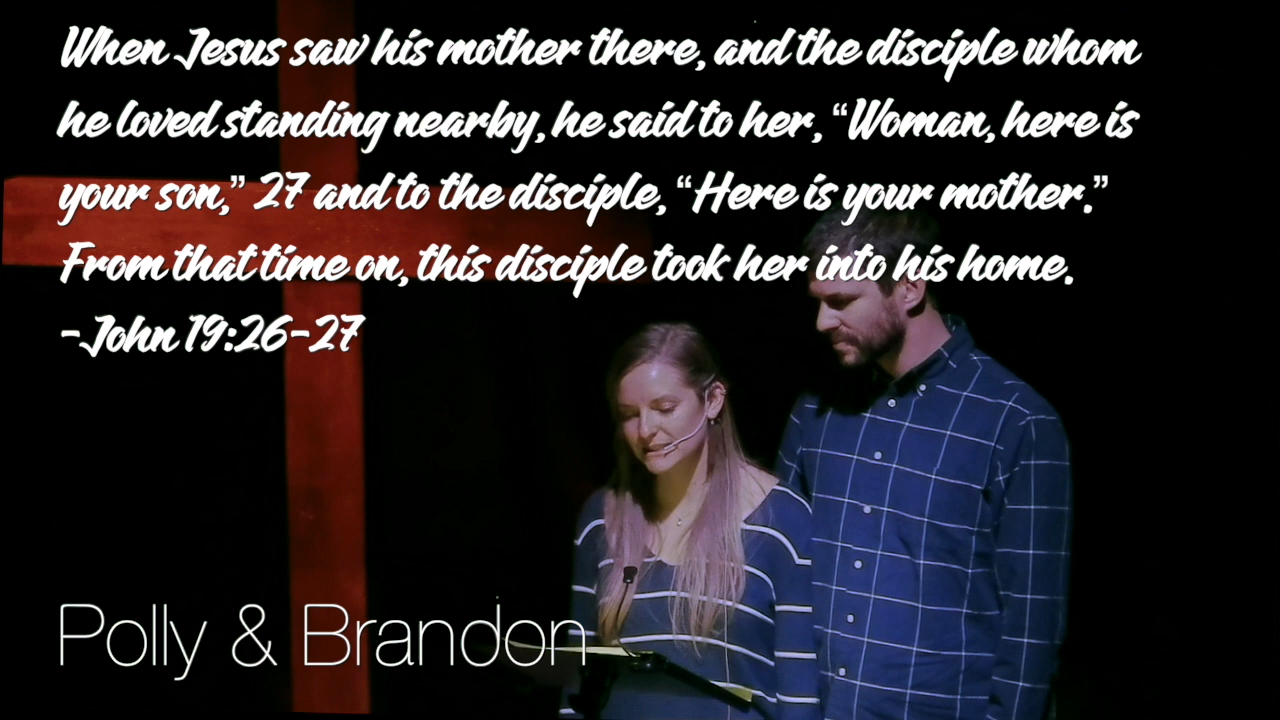 When Jesus saw his mother there, and the disciple whom
he loved standing nearby, he said to her, “Woman, here is
your son,” 27 and to the disciple, “Here is your mother.”
From that time on, this disciple took her into his home.
-John 19:26-27
Polly & Brandon